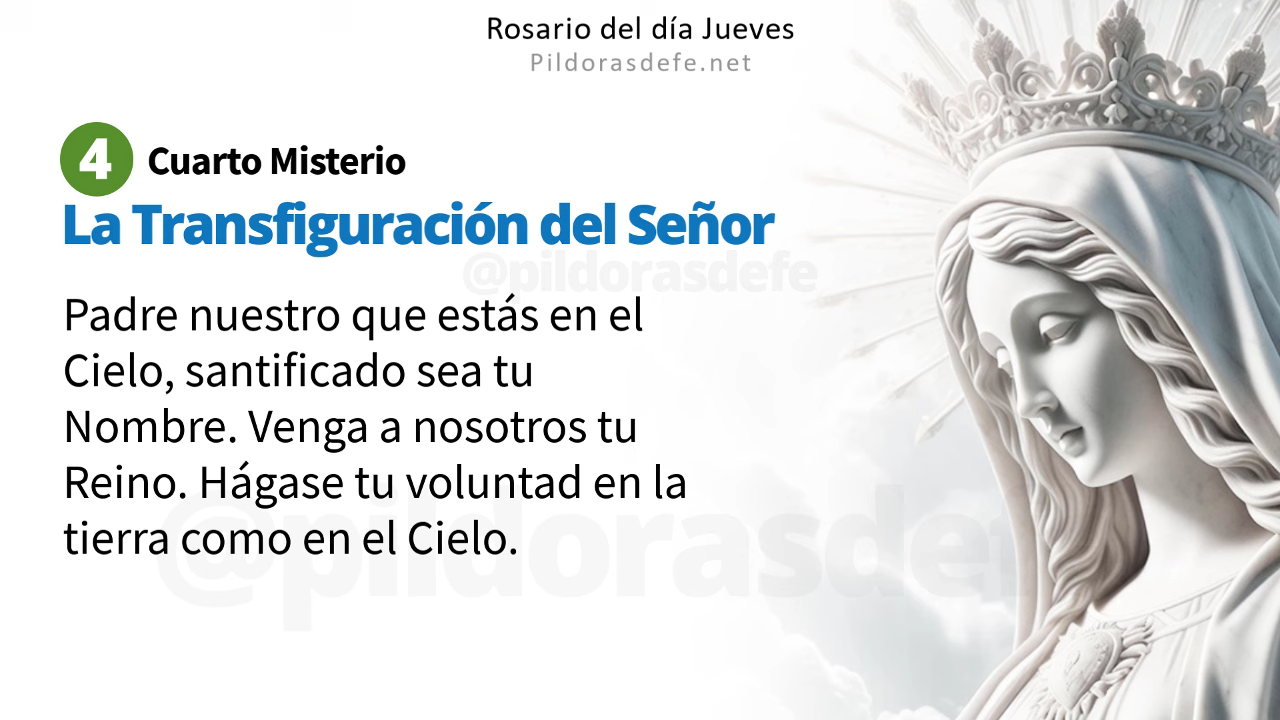 Rosario del día Jueves
Pildorasdefe.net
4 Cuarto Misterio
La Transfiguración del Señor
@pildorasdefe
Padre nuestro que estás en el
Cielo, santificado sea tu
Nombre. Venga a nosotros tu
Reino. Hágase tu voluntad en la
tierra como en el Cielo.
@pildorasdef